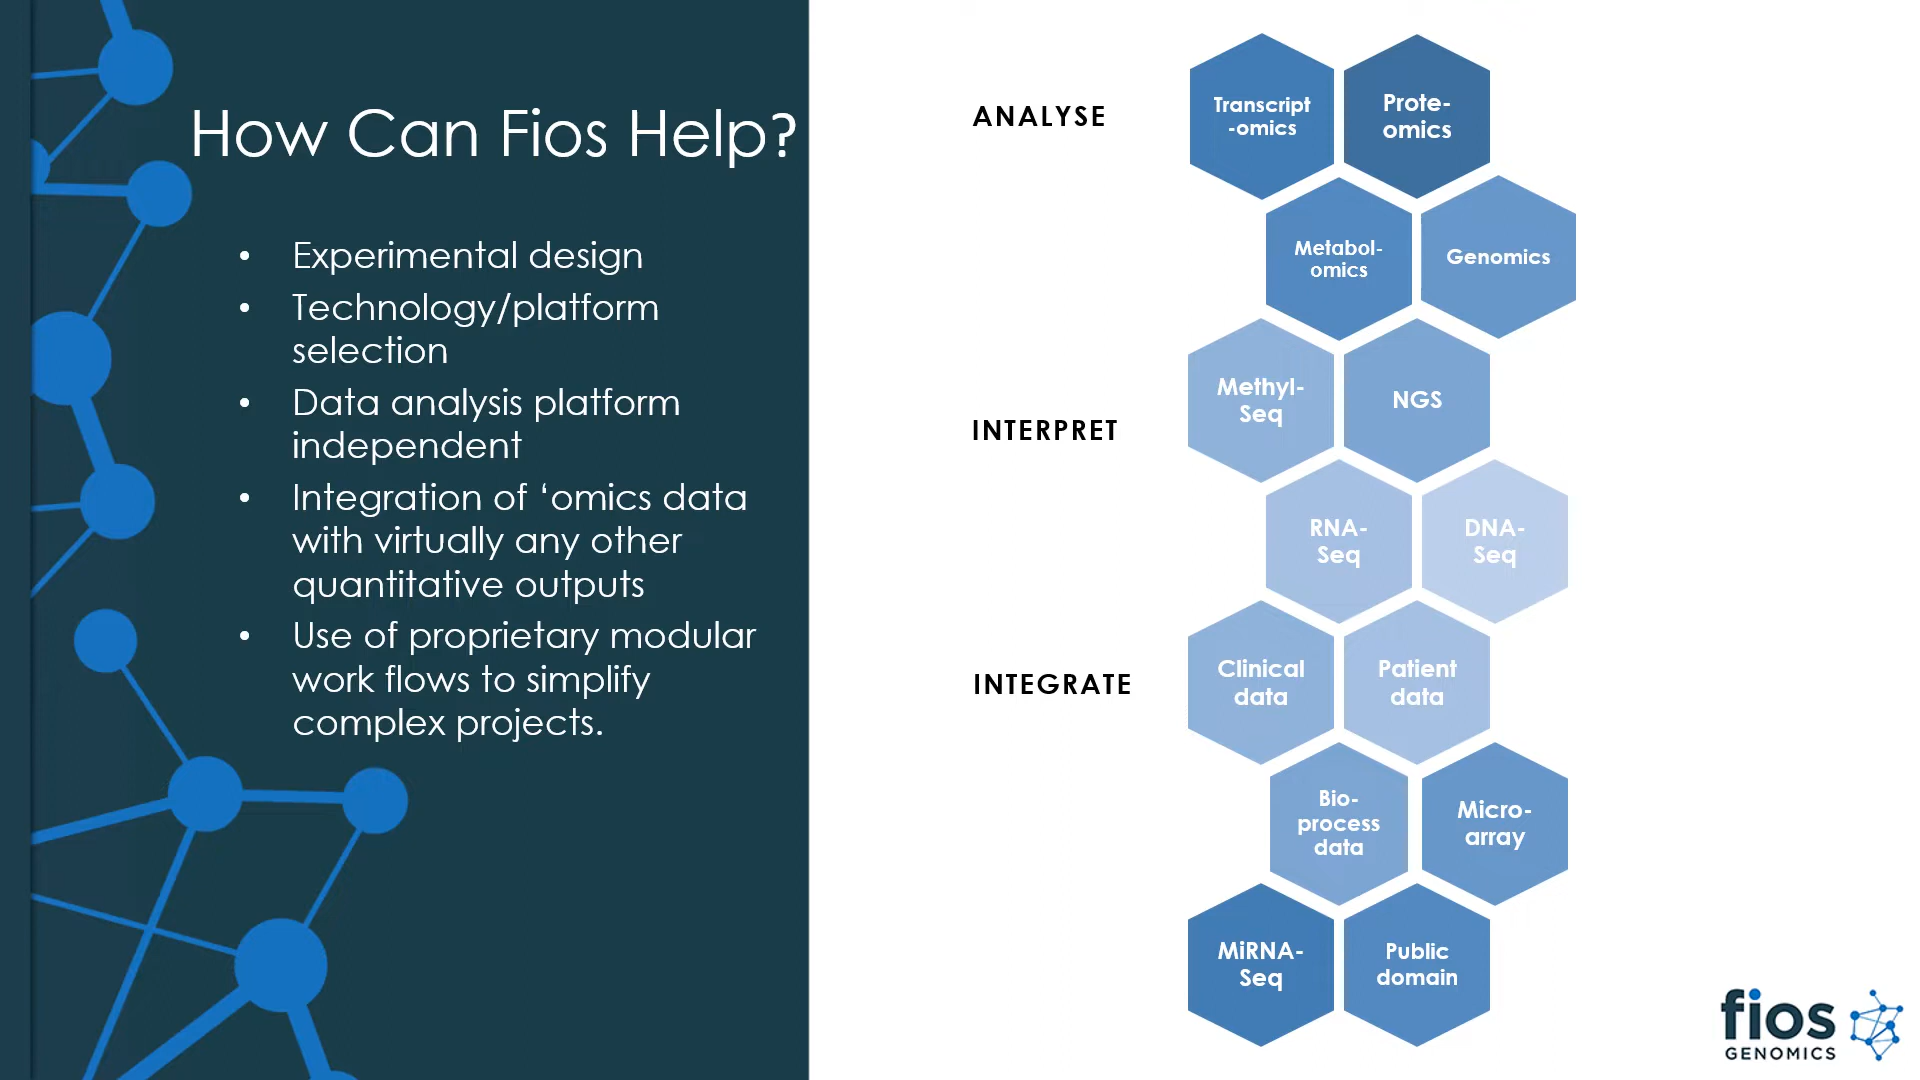 How Can Fios Help?
• Experimental design
• Technology/platform
selection
• Data analysis platform
independent
• Integration of ‘omics data
with virtually any other
quantitative outputs
• Use of proprietary modular
work flows to simplify
complex projects.
ANALYSE
INTERPRET
INTEGRATE
Transcript
-omics
Prote-
omics
Metabol-
omics
Genomics
Methyl-
Seq
NGS
RNA-
Seq
DNA-
Seq
Clinical
data
Patient
data
Bio-
process
data
Micro-
array
MiRNA-
Seq
Public
domain
fios
GENOMICS